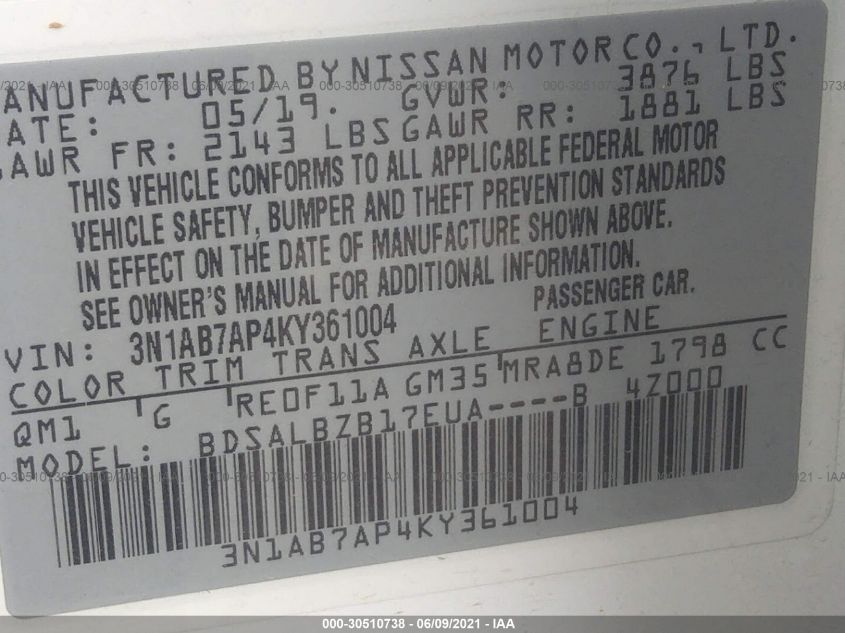 MANUFACTURED BY NISSAN MOTOR CO., LTD.
DATE: 05/19. GVWR: 3876 LBS
GAWR FR: 2143 LBS GAWR RR: 1881 LBS
THIS VEHICLE CONFORMS TO ALL APPLICABLE FEDERAL MOTOR
VEHICLE SAFETY, BUMPER AND THEFT PREVENTION STANDARDS
IN EFFECT ON THE DATE OF MANUFACTURE SHOWN ABOVE.
SEE OWNER'S MANUAL FOR ADDITIONAL INFORMATION.
VIN: 3N1AB7AP4KY361004 PASSENGER CAR.
COLOR TRIM TRANS AXLE ENGINE
QM1 G RE0F11A GM35 MRA8DE 1798 CC
MODEL: BDSALBZB17EUA----B 4Z000
3N1AB7AP4KY361004
000-30510738 - 06/09/2021 - IAA